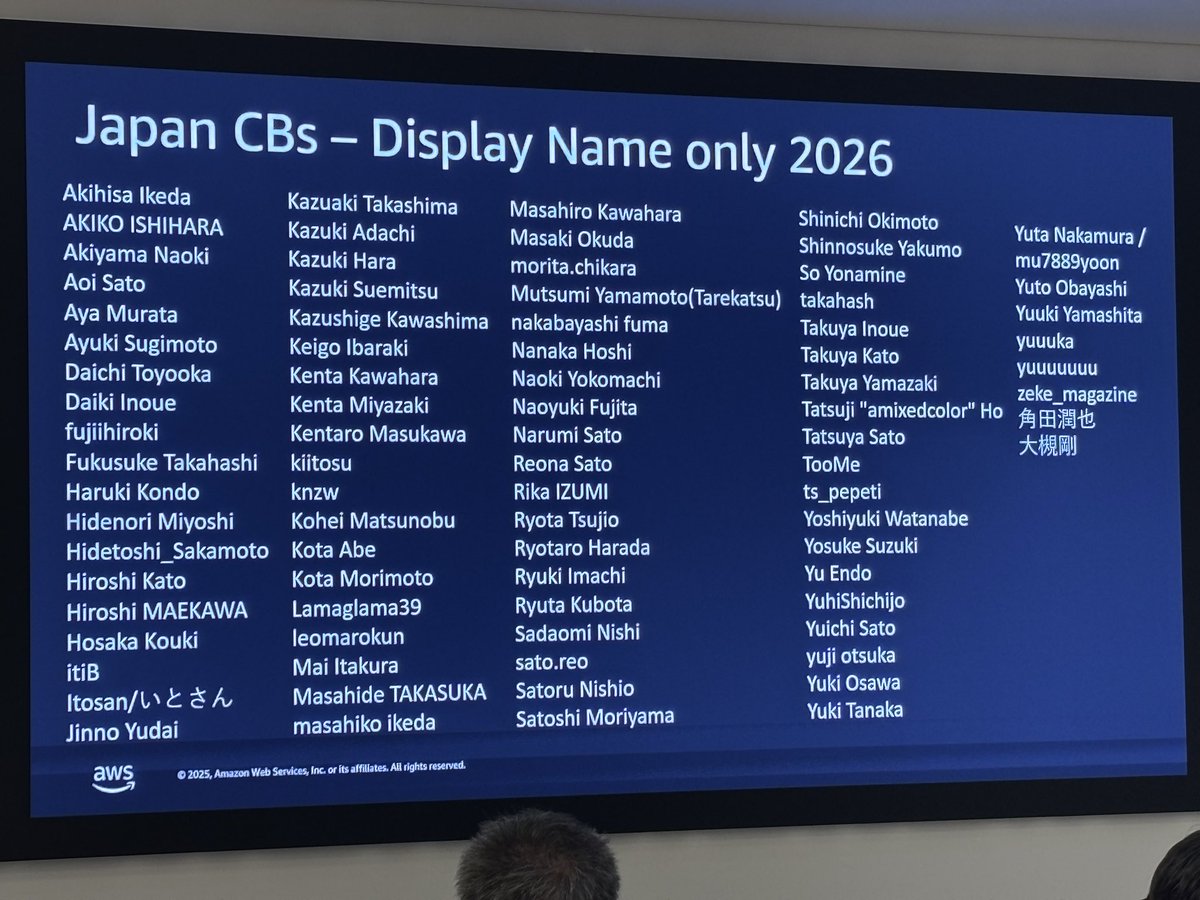 Japan CBs – Display Name only 2026
Akihisa Ikeda
AKIKO ISHIHARA
Akiyama Naoki
Aoi Sato
Aya Murata
Ayuki Sugimoto
Daichi Toyooka
Daiki Inoue
fujiihiroki
Fukusuke Takahashi
Haruki Kondo
Hidenori Miyoshi
Hidetoshi_Sakamoto
Hiroshi Kato
Hiroshi MAEKAWA
Hosaka Kouki
itiB
Itosan/いとさん
Jinno Yudai
Kazuaki Takashima
Kazuki Adachi
Kazuki Hara
Kazuki Suemitsu
Kazushige Kawashima
Keigo Ibaraki
Kenta Kawahara
Kenta Miyazaki
Kentaro Masukawa
kiitosu
knzw
Kohei Matsunobu
Kota Abe
Kota Morimoto
Lamaglama39
leomarokun
Mai Itakura
Masahide TAKASUKA
masahiko ikeda
Masahiro Kawahara
Masaki Okuda
morita.chikara
Mutsumi Yamamoto(Tarekatsu)
nakabayashi fuma
Nanaka Hoshi
Naoki Yokomachi
Naoyuki Fujita
Narumi Sato
Reona Sato
Rika IZUMI
Ryota Tsujio
Ryotaro Harada
Ryuki Imachi
Ryuta Kubota
Sadaomi Nishi
sato.reo
Satoru Nishio
Satoshi Moriyama
Shinichi Okimoto
Shinnosuke Yakumo
So Yonamine
takahash
Takuya Inoue
Takuya Kato
Takuya Yamazaki
Tatsuji "amixedcolor" Ho
Tatsuya Sato
TooMe
ts_pepeti
Yoshiyuki Watanabe
Yosuke Suzuki
Yu Endo
YuhiShichijo
Yuichi Sato
yuji otsuka
Yuki Osawa
Yuki Tanaka
Yuta Nakamura /
mu7889yoon
Yuto Obayashi
Yuuki Yamashita
yuuuka
yuuuuuuu
zeke_magazine
角田潤也
大槻剛
aws
© 2025, Amazon Web Services, Inc. or its affiliates. All rights reserved.